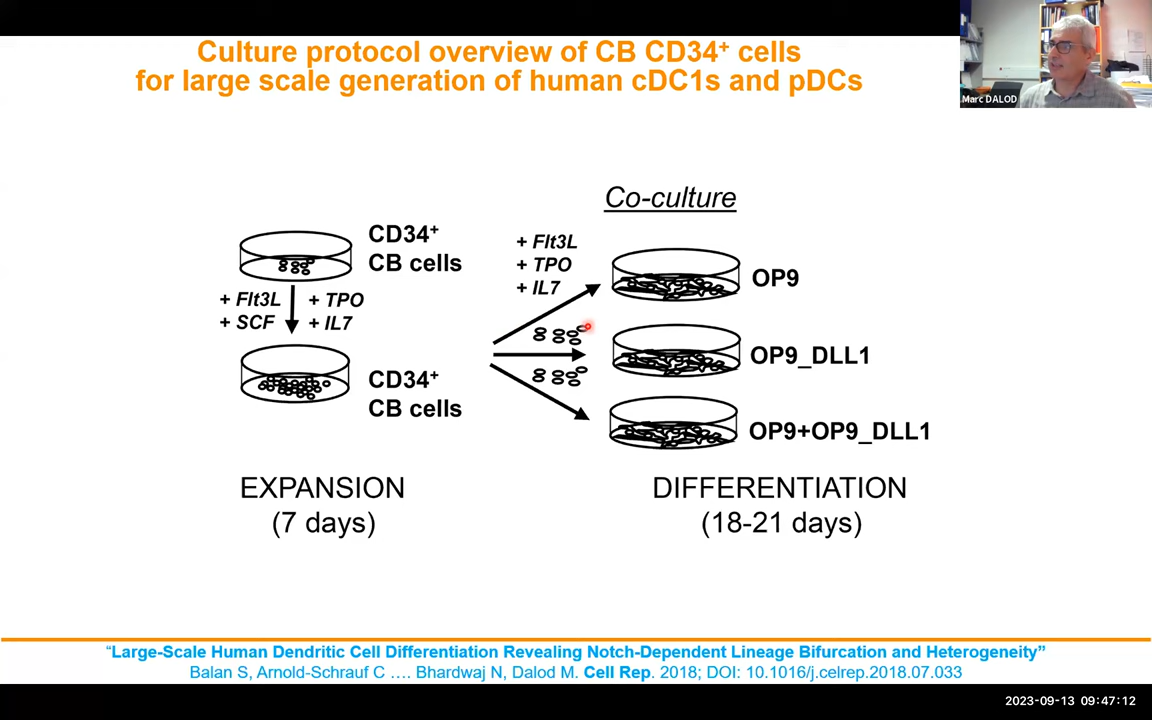 Culture protocol overview of CB CD34⁺ cells
for large scale generation of human cDC1s and pDCs
Marc DALOD
Co-culture
CD34⁺
CB cells
+ Flt3L
+ SCF
+ TPO
+ IL7
CD34⁺
CB cells
+ Flt3L
+ TPO
+ IL7
OP9
OP9_DLL1
OP9+OP9_DLL1
EXPANSION
(7 days)
DIFFERENTIATION
(18-21 days)
“Large-Scale Human Dendritic Cell Differentiation Revealing Notch-Dependent Lineage Bifurcation and Heterogeneity”
Balan S, Arnold-Schrauf C .... Bhardwaj N, Dalod M. Cell Rep. 2018; DOI: 10.1016/j.celrep.2018.07.033
2023-09-13 09:47:12